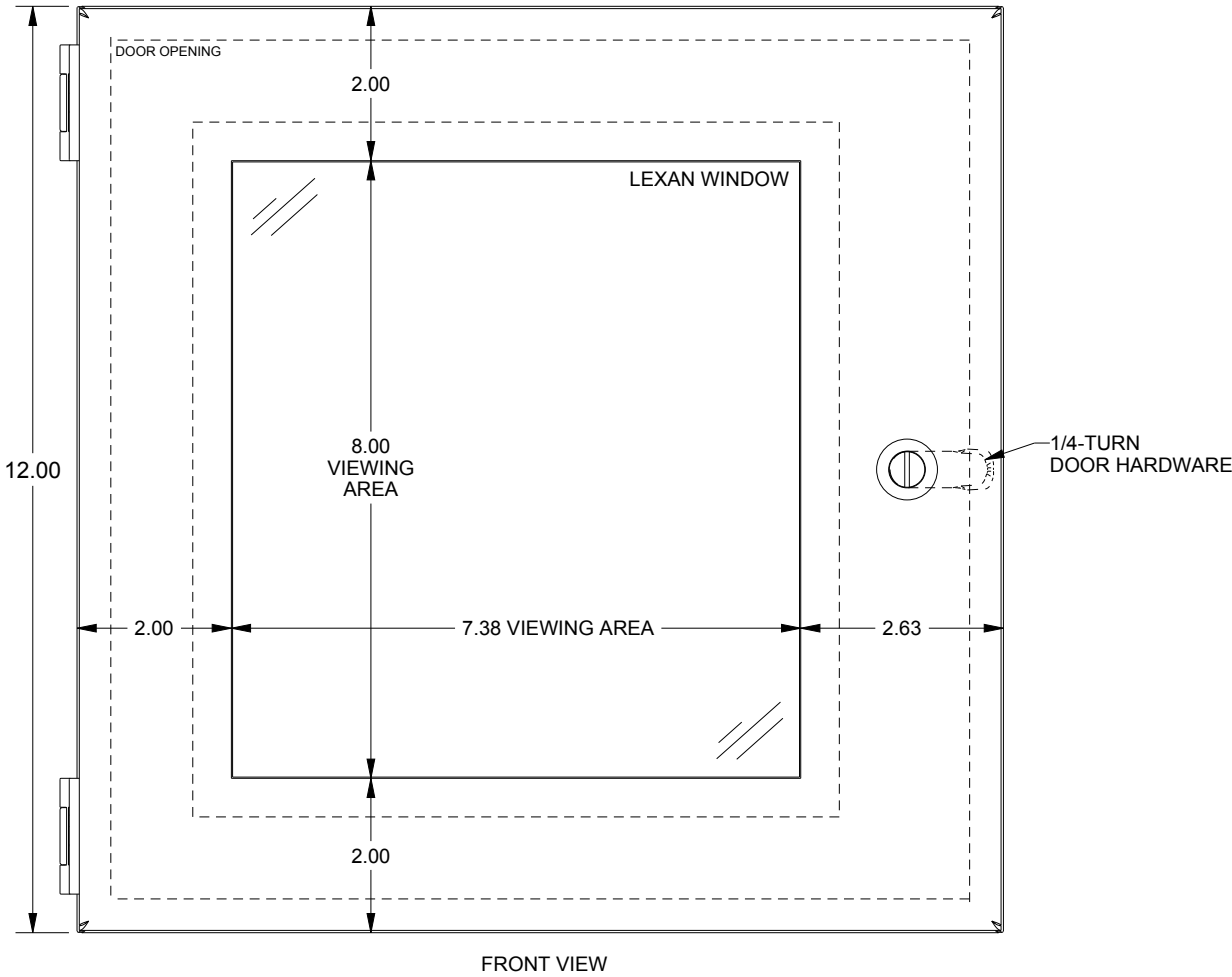 DOOR OPENING
2.00
LEXAN WINDOW
8.00
VIEWING
AREA
12.00
1/4-TURN
DOOR HARDWARE
2.00
7.38 VIEWING AREA
2.63
2.00
FRONT VIEW